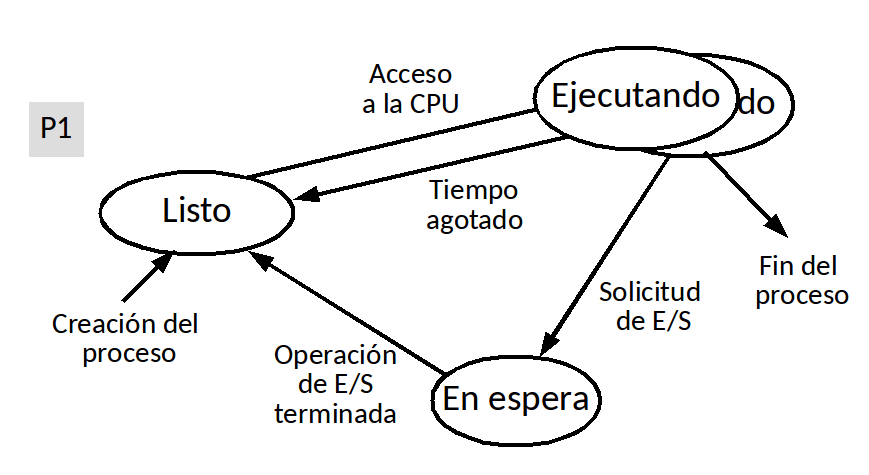 P1
Acceso
a la CPU
Ejecutando
do
Listo
Tiempo
agotado
Creación del
proceso
Operación
de E/S
terminada
En espera
Solicitud
de E/S
Fin del
proceso